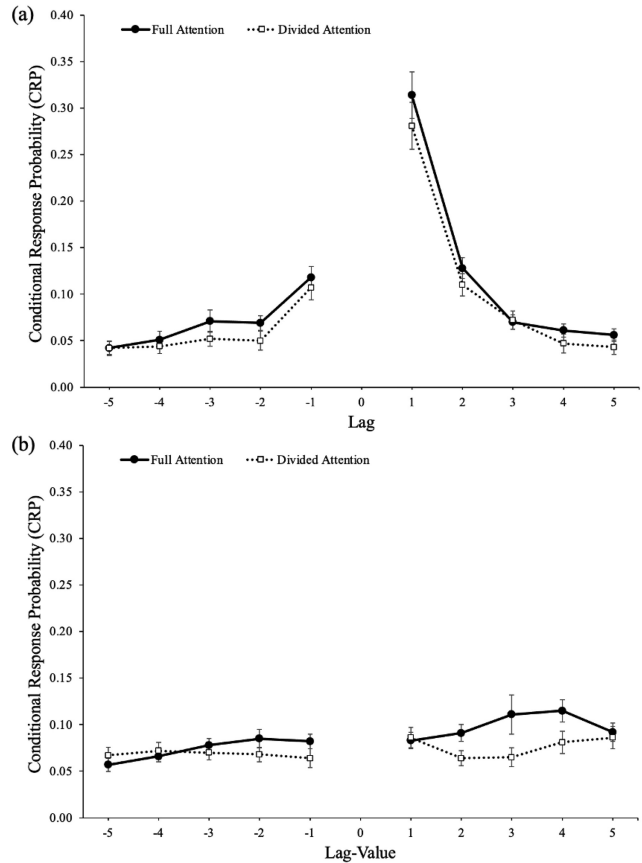 (a)
Full Attention Divided Attention
0.40
0.35
0.30
0.25
0.20
0.15
0.10
0.05
0.00
Conditional Response Probability (CRP)
-5 -4 -3 -2 -1 0 1 2 3 4 5
Lag
(b)
Full Attention Divided Attention
0.40
0.35
0.30
0.25
0.20
0.15
0.10
0.05
0.00
Conditional Response Probability (CRP)
-5 -4 -3 -2 -1 0 1 2 3 4 5
Lag-Value